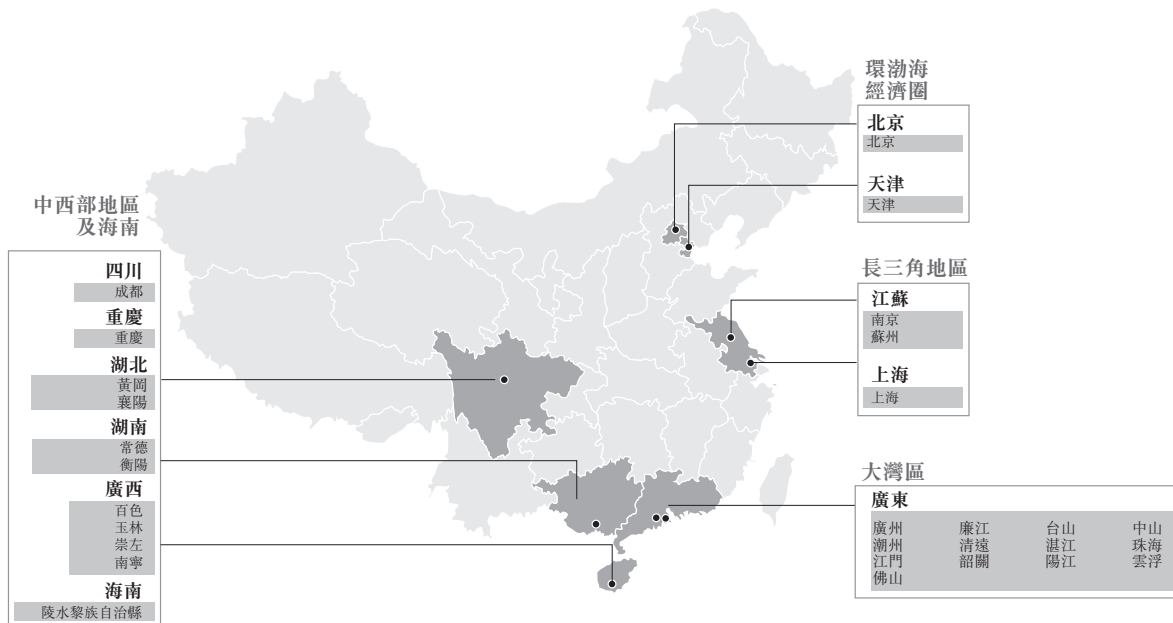 環渤海
經濟圈
北京
北京
天津
天津
中西部地區
及海南
四川
成都
重慶
重慶
湖北
黃岡
襄陽
湖南
常德
衡陽
廣西
百色
玉林
崇左
南寧
海南
陵水黎族自治縣
長三角地區
江蘇
南京
蘇州
上海
上海
大灣區
廣東
廣州 廉江 台山 中山
潮州 清遠 湛江 珠海
江門 韶關 陽江 雲浮
佛山